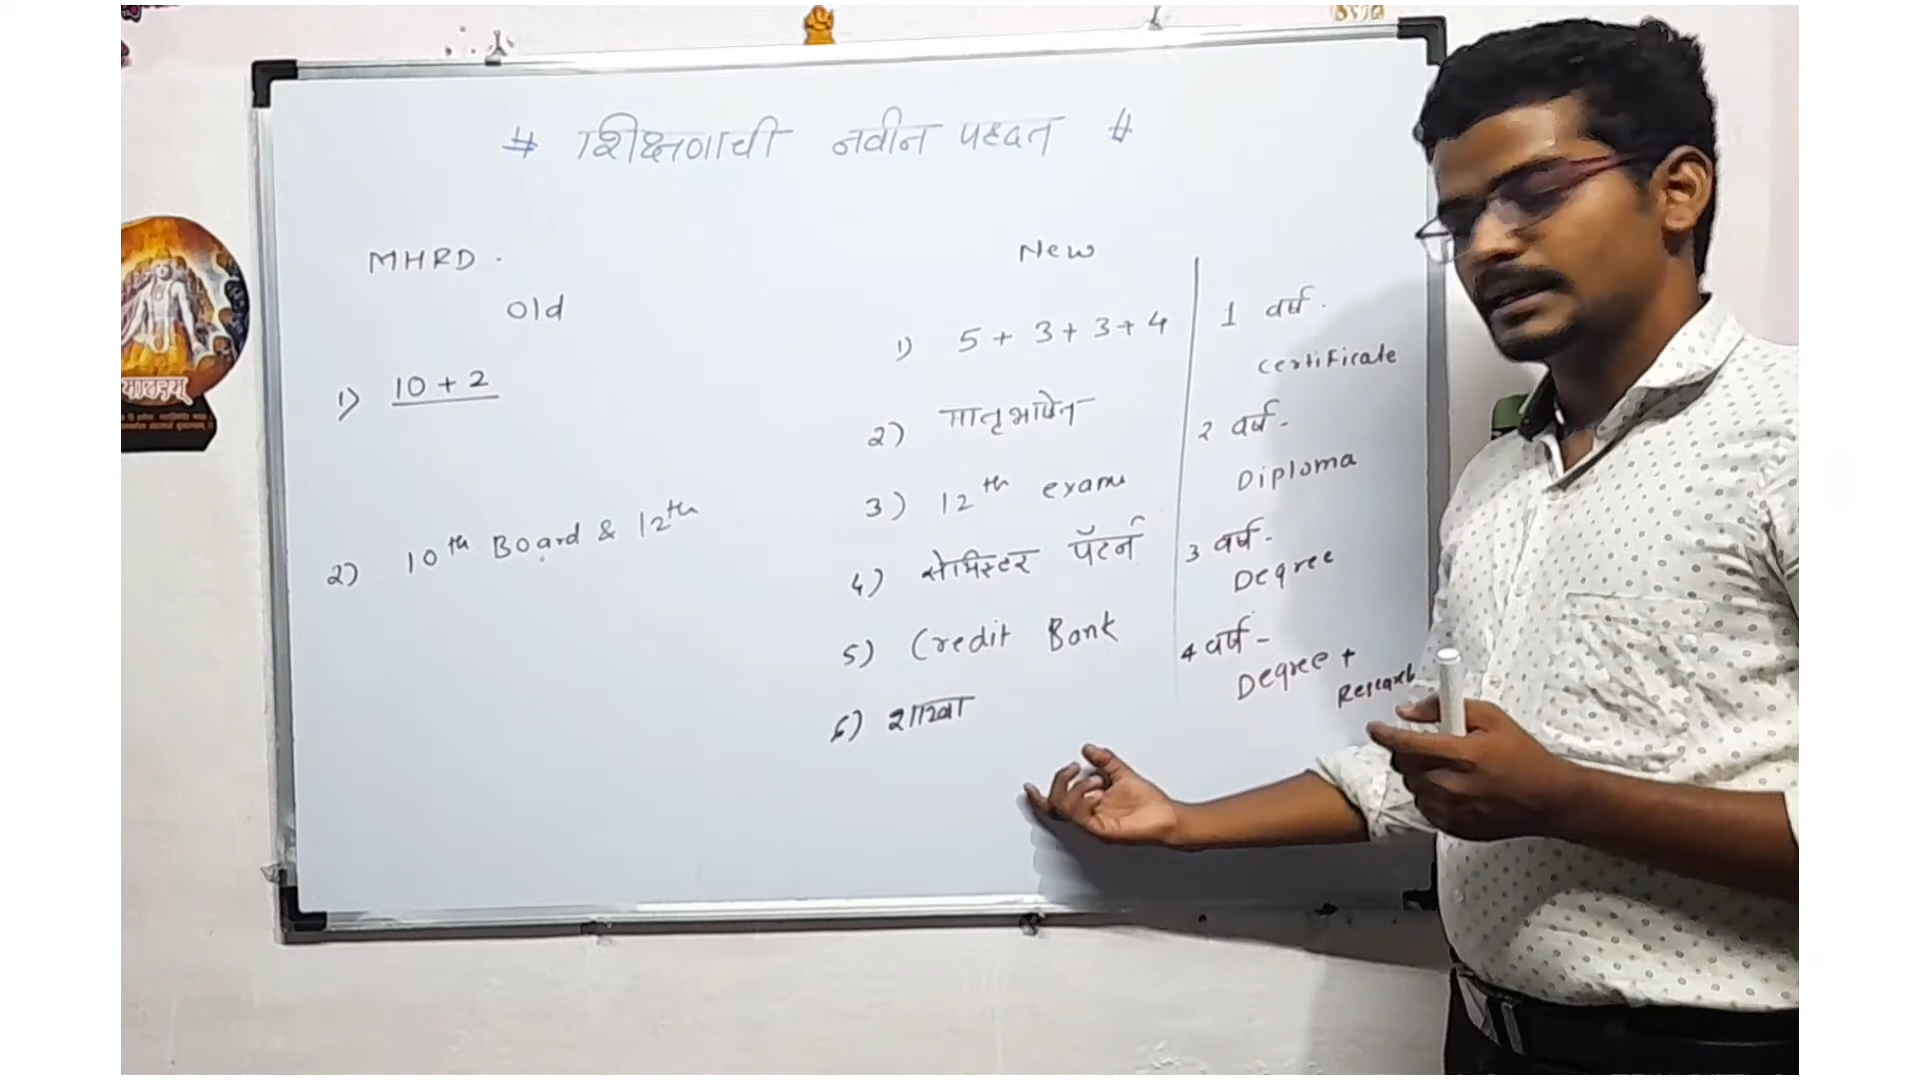 # शिक्षणाची नवीन पद्दत #
MHRD.
Old
1) 10 + 2
2) 10th Board & 12th
New
1) 5 + 3 + 3 + 4
2) मातृभाषेत
3) 12th exam
4) सेमिस्टर पॅटर्न
5) Credit Bank
6) शाखा
1 वर्ष.
Certificate
2 वर्ष-
Diploma
3 वर्ष-
Degree
4 वर्ष-
Degree +